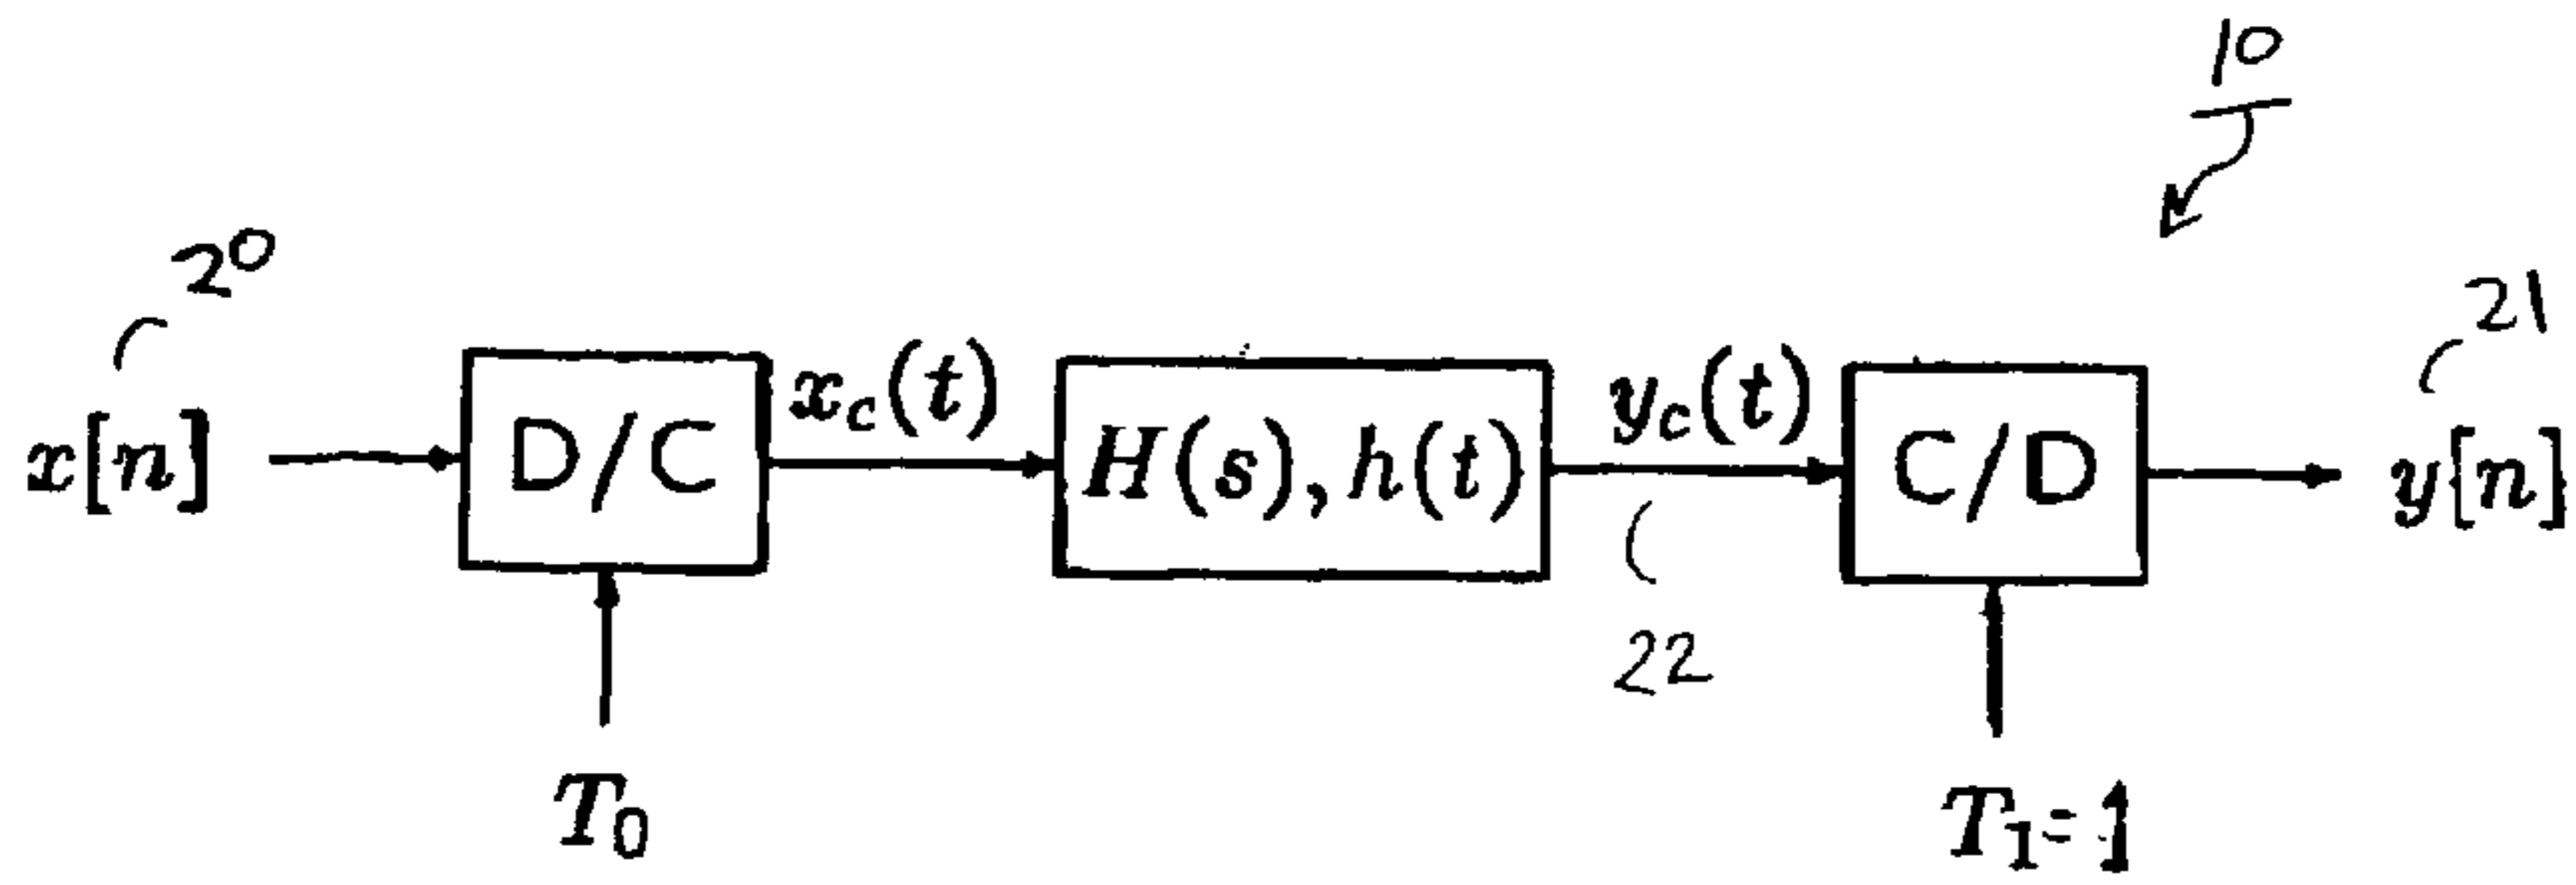 10
20
21
x[n]
D/C
x_c(t)
H(s), h(t)
y_c(t)
C/D
y[n]
22
T_0
T_1=1